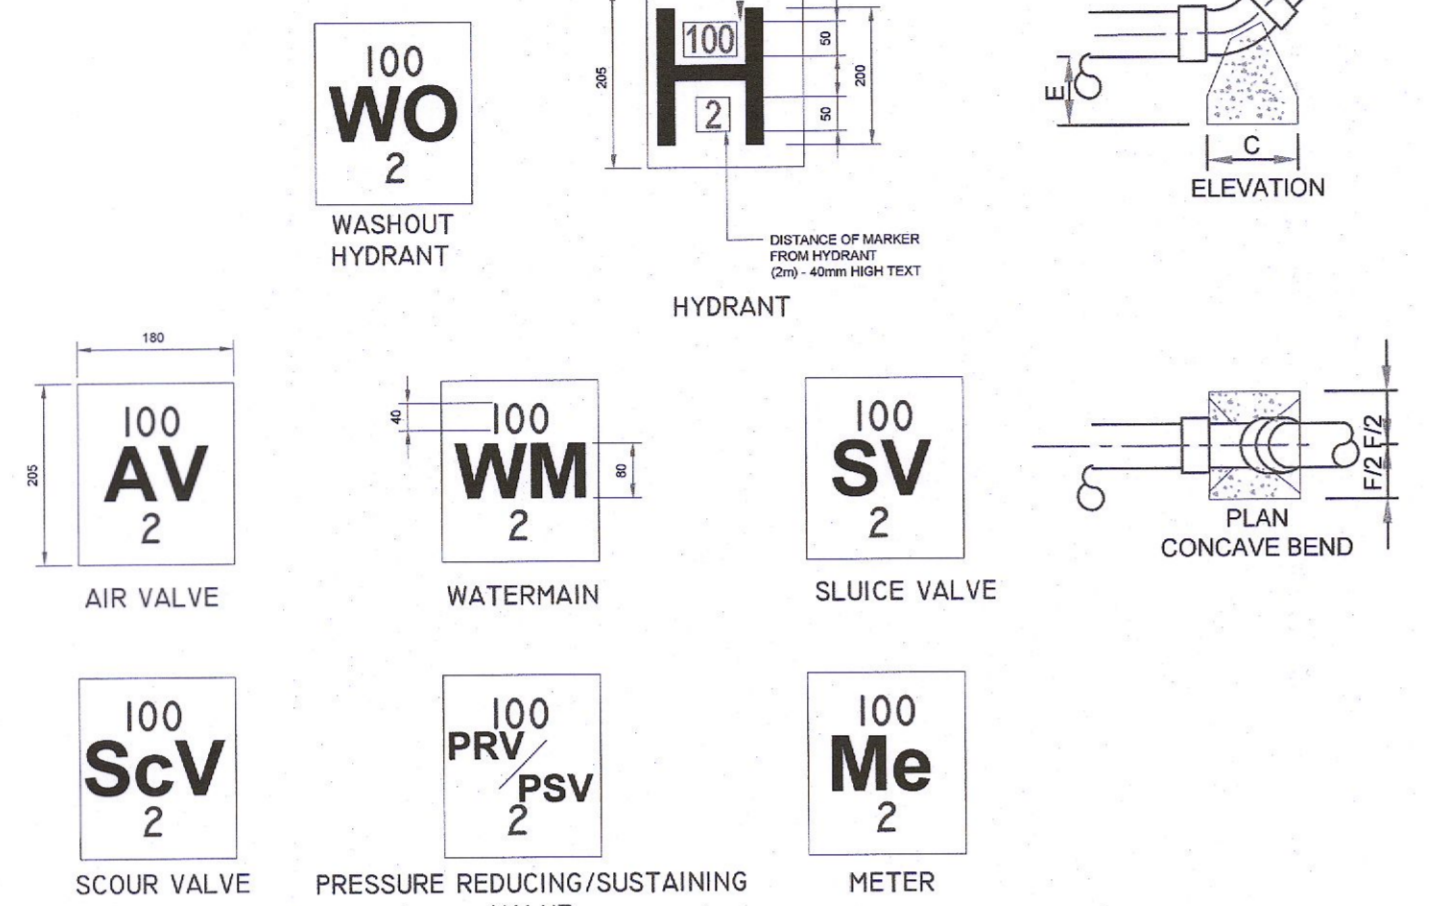 100
WO
2
WASHOUT
HYDRANT
205
H
100
2
50
50
200
DISTANCE OF MARKER
FROM HYDRANT
(2m) - 40mm HIGH TEXT
HYDRANT
E
C
ELEVATION
180
205
100
AV
2
AIR VALVE
40
100
WM
2
80
WATERMAIN
100
SV
2
SLUICE VALVE
F/2
F/2
PLAN
CONCAVE BEND
100
ScV
2
SCOUR VALVE
100
PRV
PSV
2
PRESSURE REDUCING/SUSTAINING
100
Me
2
METER